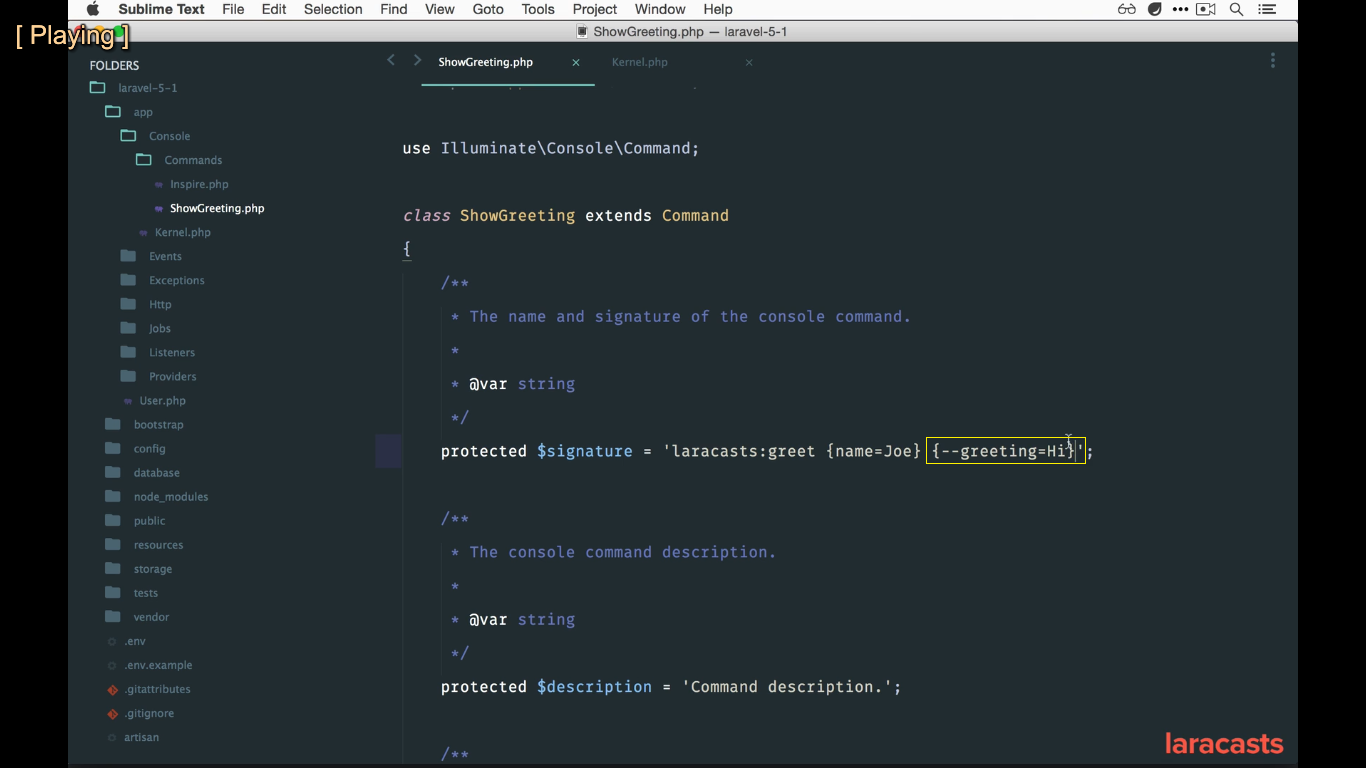 Sublime Text File Edit Selection Find View Goto Tools Project Window Help
[ Playing ]
ShowGreeting.php — laravel-5-1
FOLDERS
laravel-5-1
app
Console
Commands
Inspire.php
ShowGreeting.php
Kernel.php
Events
Exceptions
Http
Jobs
Listeners
Providers
User.php
bootstrap
config
database
node_modules
public
resources
storage
tests
vendor
.env
.env.example
.gitattributes
.gitignore
artisan
ShowGreeting.php × Kernel.php ×
use Illuminate\Console\Command;
class ShowGreeting extends Command
{
/**
* The name and signature of the console command.
*
* @var string
*/
protected $signature = 'laracasts:greet {name=Joe} {--greeting=Hi}';
/**
* The console command description.
*
* @var string
*/
protected $description = 'Command description.';
/**
laracasts